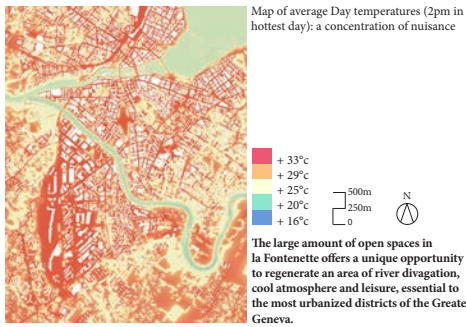 Map of average Day temperatures (2pm in
hottest day): a concentration of nuisance
+ 33°c
+ 29°c
+ 25°c
+ 20°c
+ 16°c
500m
250m
0
N
The large amount of open spaces in
la Fontenette offers a unique opportunity
to regenerate an area of river divagation,
cool atmosphere and leisure, essential to
the most urbanized districts of the Greate
Geneva.